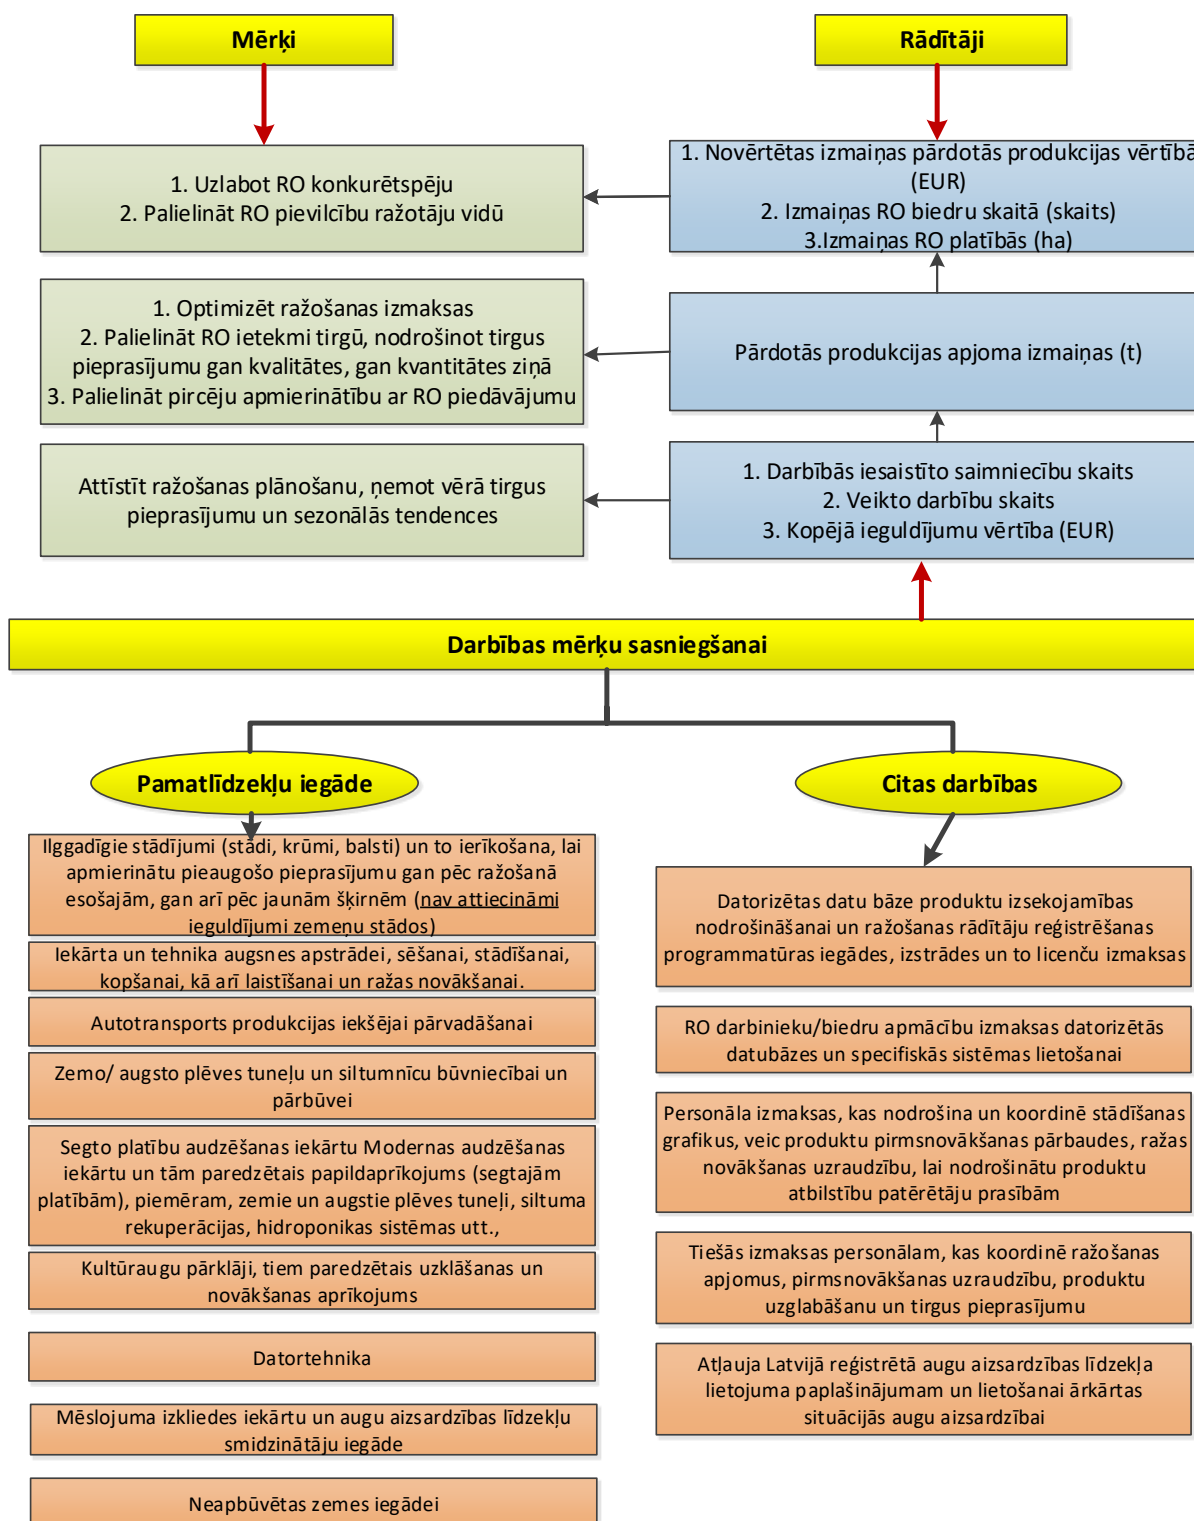 Mērķi
Rādītāji
1. Uzlabot RO konkurētspēju
2. Palielināt RO pievilcību ražotāju vidū
1. Novērtētas izmaiņas pārdotās produkcijas vērtībā
(EUR)
2. Izmaiņas RO biedru skaitā (skaits)
3.Izmaiņas RO platībās (ha)
1. Optimizēt ražošanas izmaksas
2. Palielināt RO ietekmi tirgū, nodrošinot tirgus
pieprasījumu gan kvalitātes, gan kvantitātes ziņā
3. Palielināt pircēju apmierinātību ar RO piedāvājumu
Pārdotās produkcijas apjoma izmaiņas (t)
Attīstīt ražošanas plānošanu, ņemot vērā tirgus
pieprasījumu un sezonālās tendences
1. Darbībās iesaistīto saimniecību skaits
2. Veikto darbību skaits
3. Kopējā ieguldījumu vērtība (EUR)
Darbības mērķu sasniegšanai
Pamatlīdzekļu iegāde
Ilggadīgie stādījumi (stādi, krūmi, balsti) un to ierīkošana, lai
apmierinātu pieaugošo pieprasījumu gan pēc ražošanā
esošajām, gan arī pēc jaunām šķirnēm (nav attiecināmi
ieguldījumi zemeņu stādos)
Iekārta un tehnika augsnes apstrādei, sēšanai, stādīšanai,
kopšanai, kā arī laistīšanai un ražas novākšanai.
Autotransports produkcijas iekšējai pārvadāšanai
Zemo/ augsto plēves tuneļu un siltumnīcu būvniecībai un
pārbūvei
Segto platību audzēšanas iekārtu Modernas audzēšanas
iekārtu un tām paredzētais papildaprīkojums (segtajām
platībām), piemēram, zemie un augstie plēves tuneļi, siltuma
rekuperācijas, hidroponikas sistēmas utt.,
Kultūraugu pārklāji, tiem paredzētais uzklāšanas un
novākšanas aprīkojums
Datortehnika
Mēslojuma izkliedes iekārtu un augu aizsardzības līdzekļu
smidzinātāju iegāde
Neapbūvētas zemes iegādei
Citas darbības
Datorizētas datu bāze produktu izsekojamības
nodrošināšanai un ražošanas rādītāju reģistrēšanas
programmatūras iegādes, izstrādes un to licenču izmaksas
RO darbinieku/biedru apmācību izmaksas datorizētās
datubāzes un specifiskās sistēmas lietošanai
Personāla izmaksas, kas nodrošina un koordinē stādīšanas
grafikus, veic produktu pirmsnovākšanas pārbaudes, ražas
novākšanas uzraudzību, lai nodrošinātu produktu
atbilstību patērētāju prasībām
Tiešās izmaksas personālam, kas koordinē ražošanas
apjomus, pirmsnovākšanas uzraudzību, produktu
uzglabāšanu un tirgus pieprasījumu
Atļauja Latvijā reģistrētā augu aizsardzības līdzekļa
lietojuma paplašinājumam un lietošanai ārkārtas
situācijās augu aizsardzībai